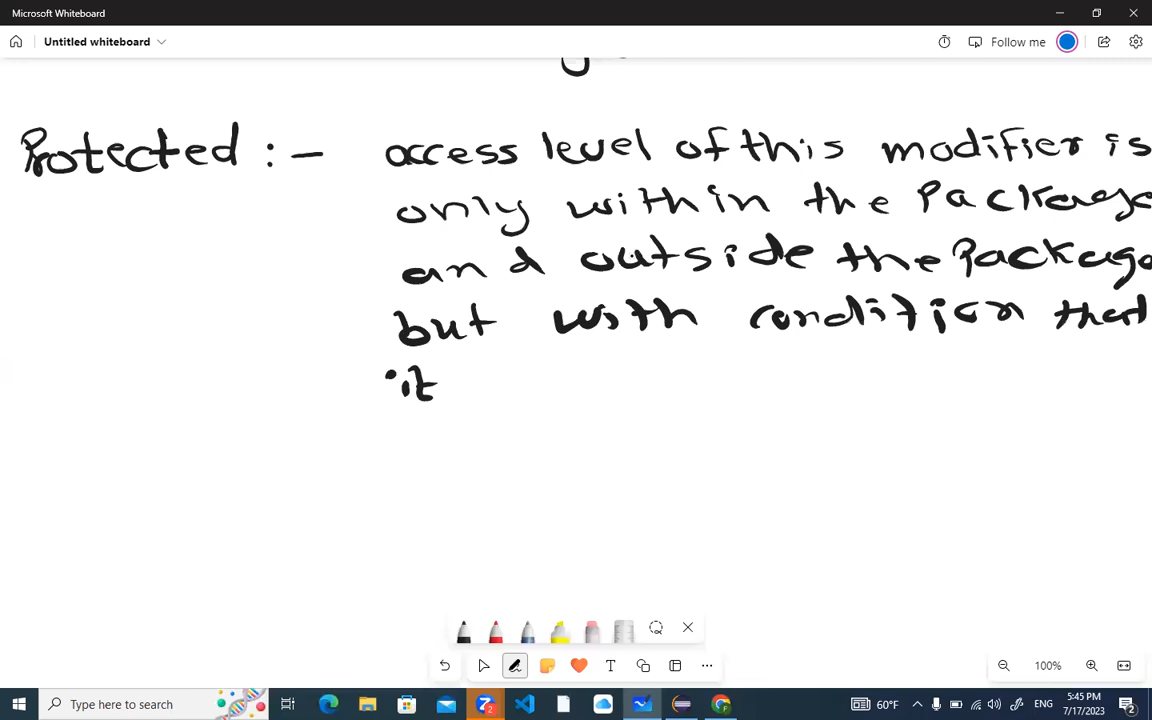 Microsoft Whiteboard
Untitled whiteboard
Follow me
Protected :- access level of this modifier is
only within the Package
and outside the Package
but with condition that
it
100%
Type here to search
2
60°F
ENG
5:45 PM
7/17/2023
2